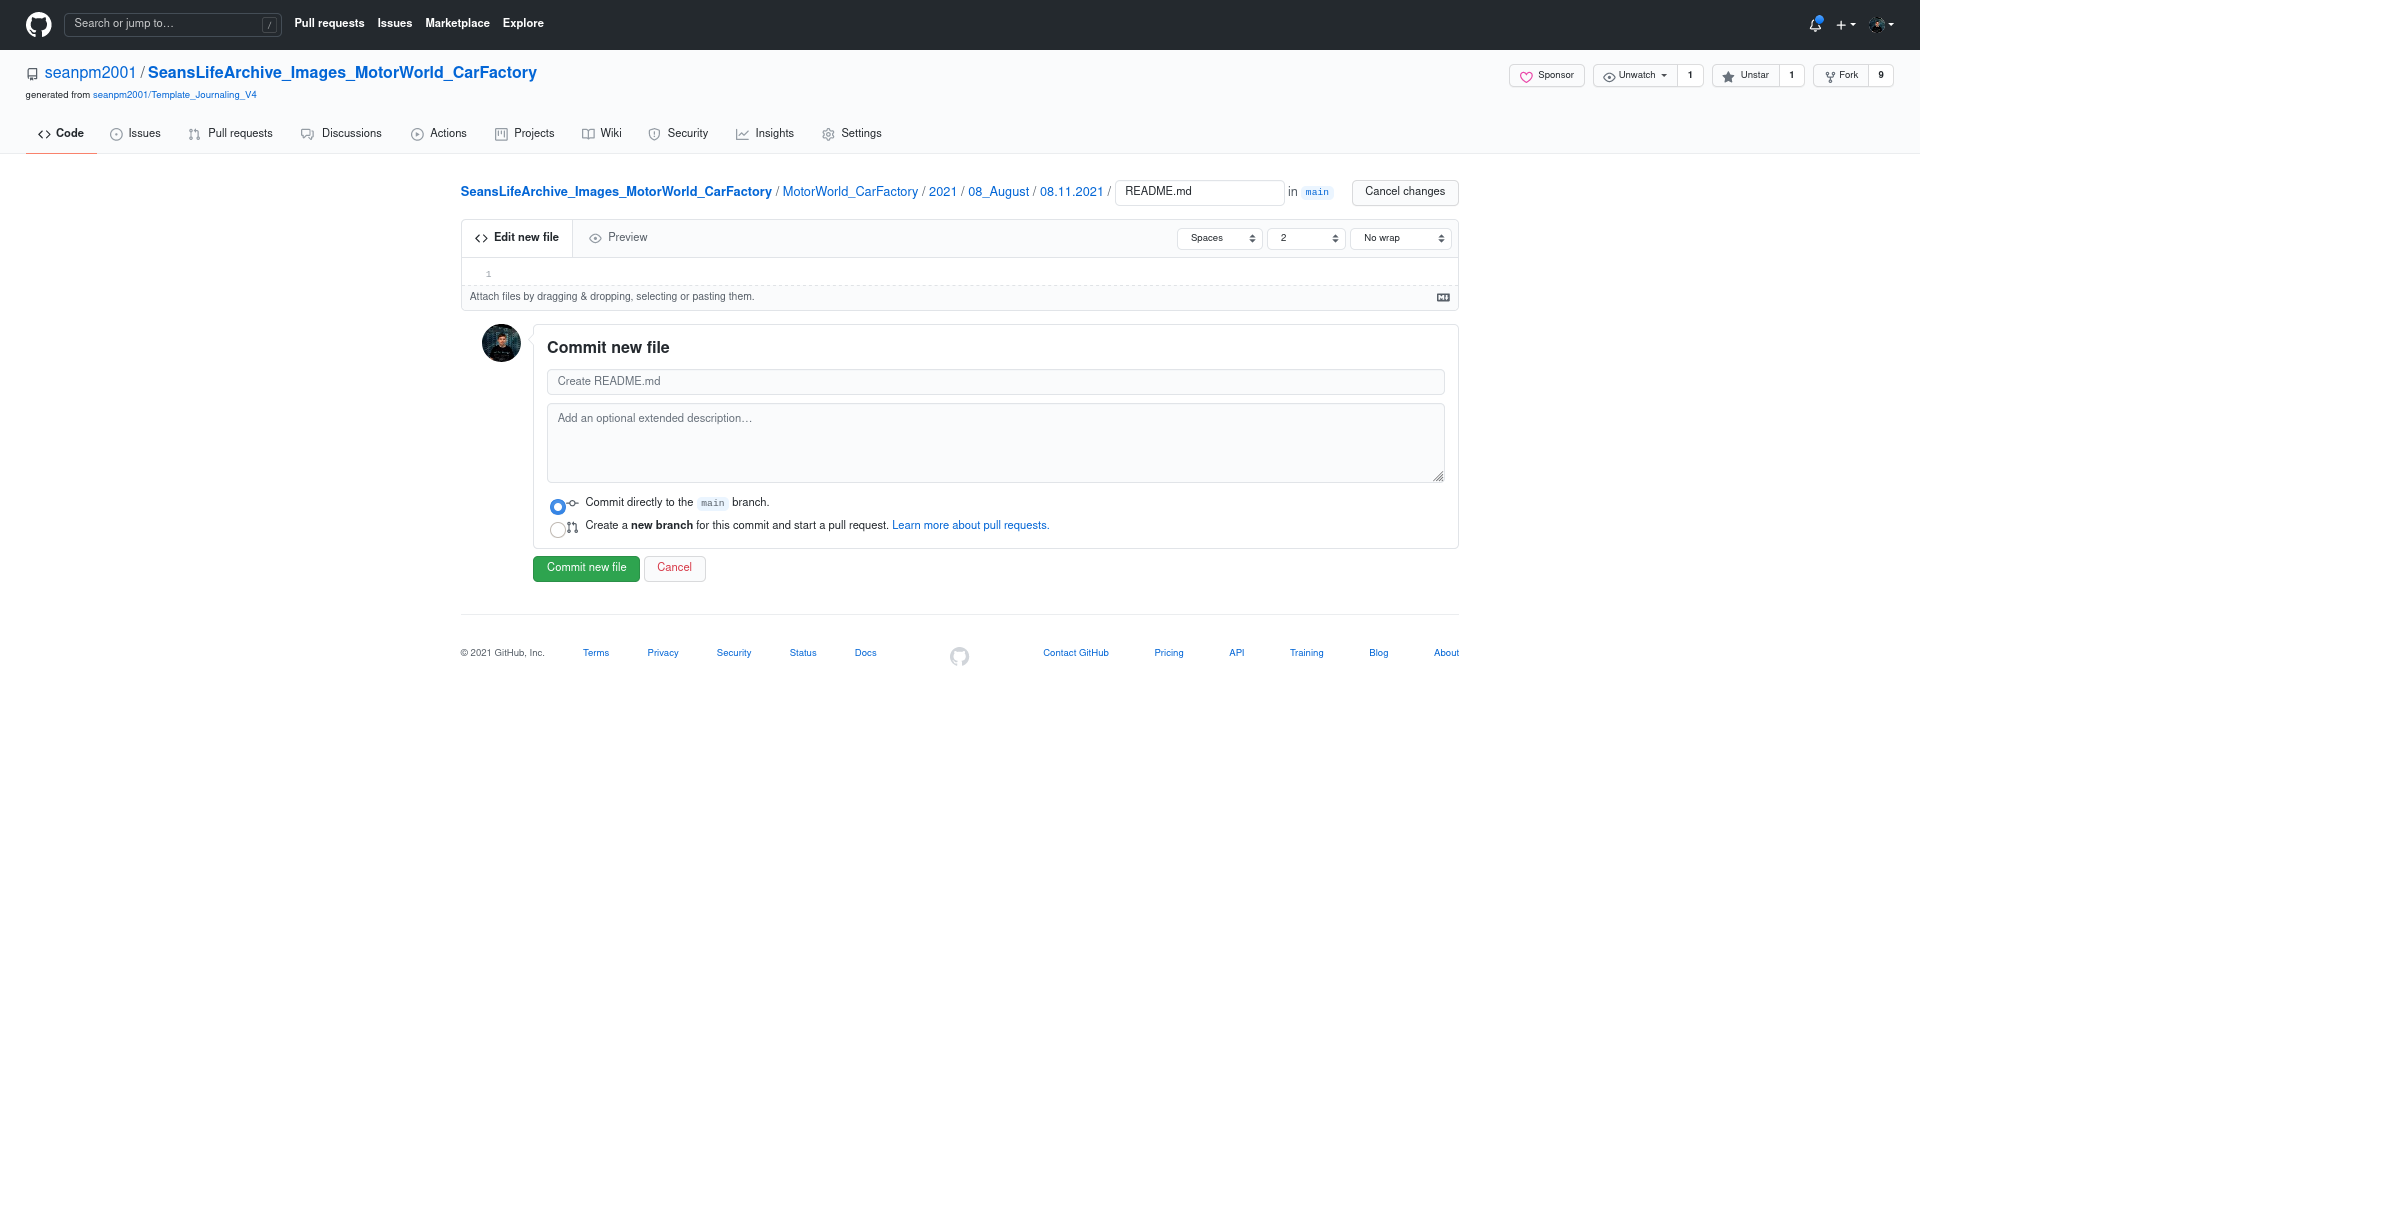 Search or jump to… /
Pull requests Issues Marketplace Explore
seanpm2001 / SeansLifeArchive_Images_MotorWorld_CarFactory
Sponsor Unwatch 1 Unstar 1 Fork 9
generated from seanpm2001/Template_Journaling_V4
Code Issues Pull requests Discussions Actions Projects Wiki Security Insights Settings
SeansLifeArchive_Images_MotorWorld_CarFactory / MotorWorld_CarFactory / 2021 / 08_August / 08.11.2021 / README.md in main Cancel changes
Edit new file Preview Spaces 2 No wrap
1
Attach files by dragging & dropping, selecting or pasting them.
Commit new file
Create README.md
Add an optional extended description…
Commit directly to the main branch.
Create a new branch for this commit and start a pull request. Learn more about pull requests.
Commit new file Cancel
© 2021 GitHub, Inc. Terms Privacy Security Status Docs Contact GitHub Pricing API Training Blog About